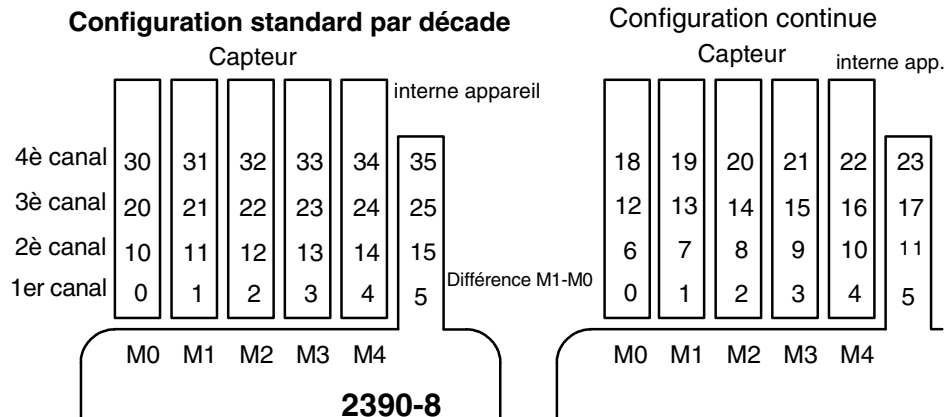 Configuration standard par décade
Configuration continue
Capteur
Capteur
interne app.
interne appareil
4è canal 30 31 32 33 34 35
18 19 20 21 22 23
3è canal 20 21 22 23 24 25
12 13 14 15 16 17
2è canal 10 11 12 13 14 15
6 7 8 9 10 11
1er canal 0 1 2 3 4 5
Différence M1-M0
0 1 2 3 4 5
M0 M1 M2 M3 M4
M0 M1 M2 M3 M4
2390-8